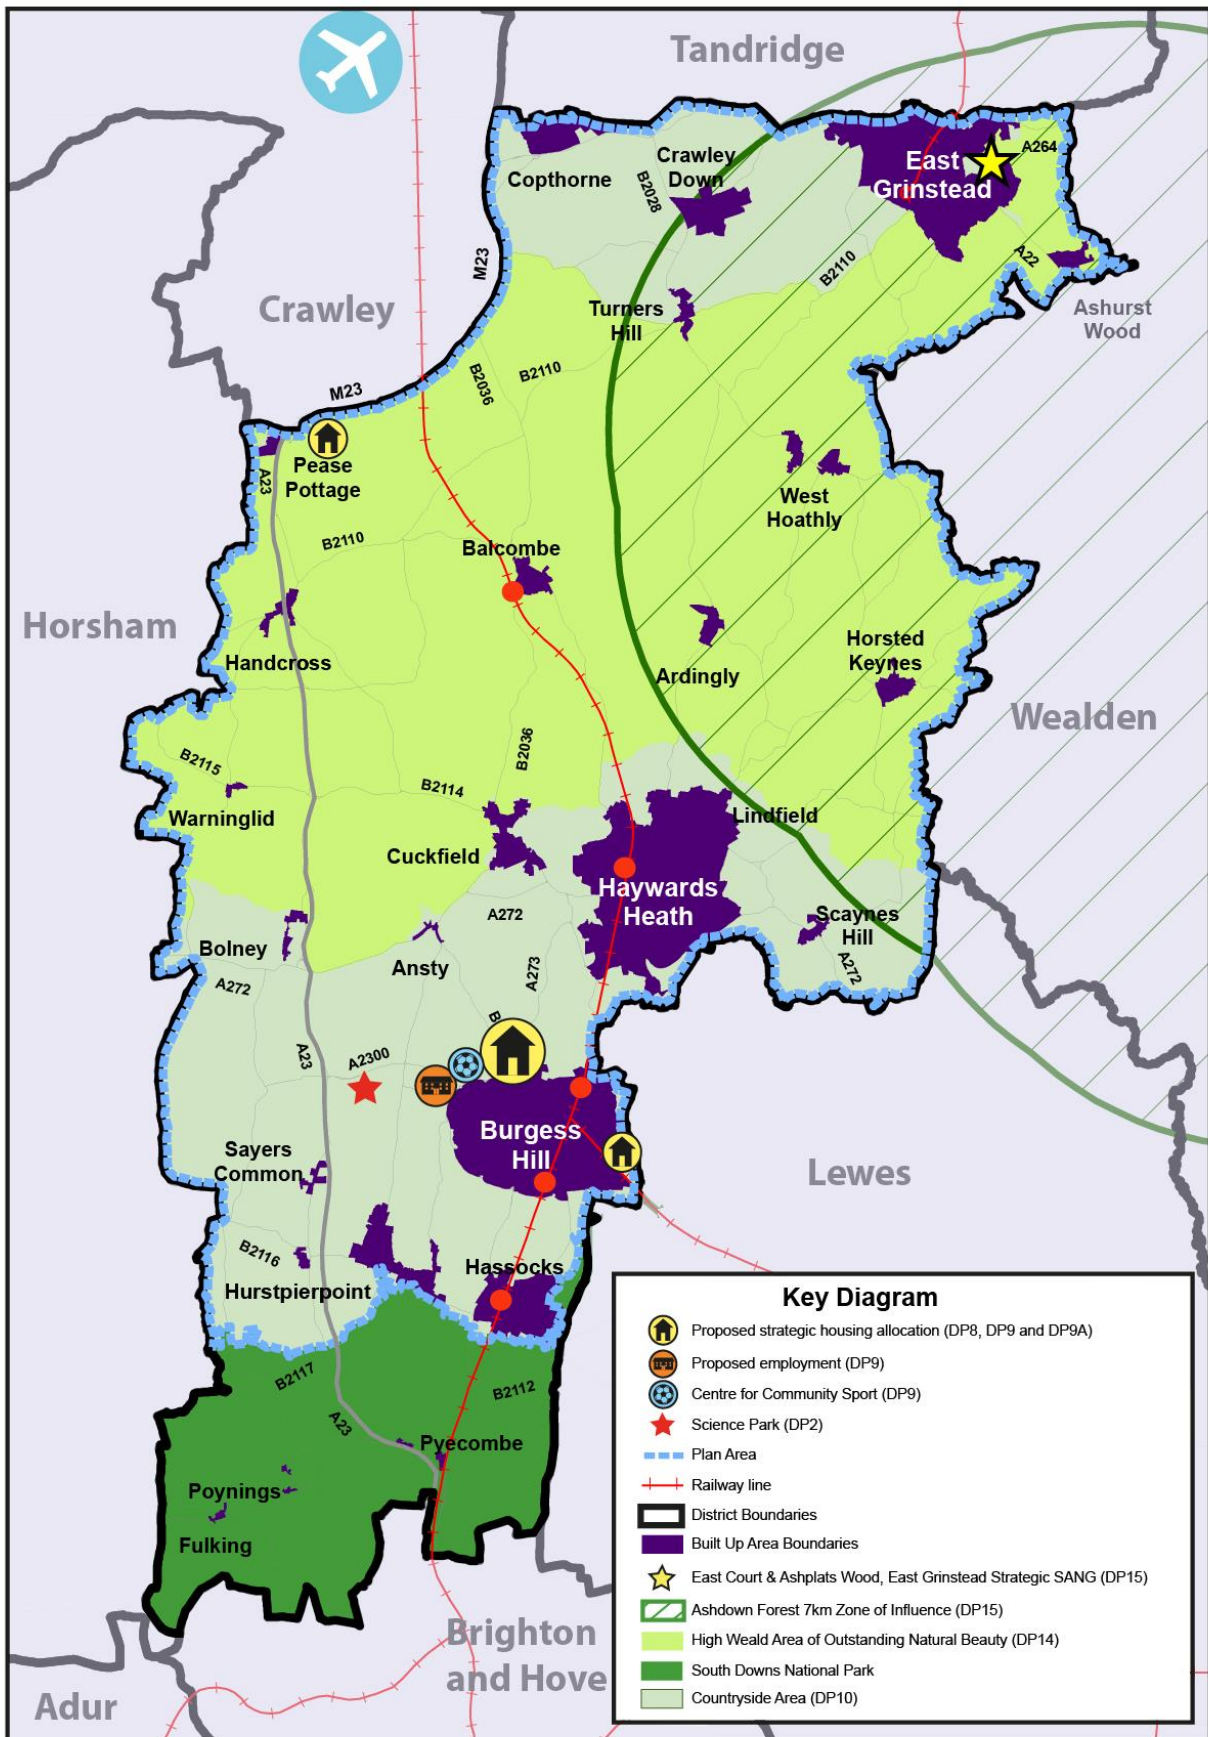 Tandridge
Copthorne
Crawley
Down
B2028
East
Grinstead
A264
A22
B2110
M23
Crawley
Turners
Hill
Ashurst
Wood
M23
B2036
B2110
Pease
Pottage
A23
West
Hoathly
B2110
Balcombe
Horsham
Handcross
Ardingly
Horsted
Keynes
Wealden
B2115
B2036
B2114
Warninglid
Lindfield
Cuckfield
Haywards
Heath
A272
Scaynes
Hill
Bolney
Ansty
A273
A272
A272
A23
A2300
B
Burgess
Hill
Sayers
Common
Lewes
B2116
Hassocks
Hurstpierpoint
B2117
B2112
A23
Pyecombe
Poynings
Fulking
Brighton
and Hove
Adur
Key Diagram
Proposed strategic housing allocation (DP8, DP9 and DP9A)
Proposed employment (DP9)
Centre for Community Sport (DP9)
Science Park (DP2)
Plan Area
Railway line
District Boundaries
Built Up Area Boundaries
East Court & Ashplats Wood, East Grinstead Strategic SANG (DP15)
Ashdown Forest 7km Zone of Influence (DP15)
High Weald Area of Outstanding Natural Beauty (DP14)
South Downs National Park
Countryside Area (DP10)